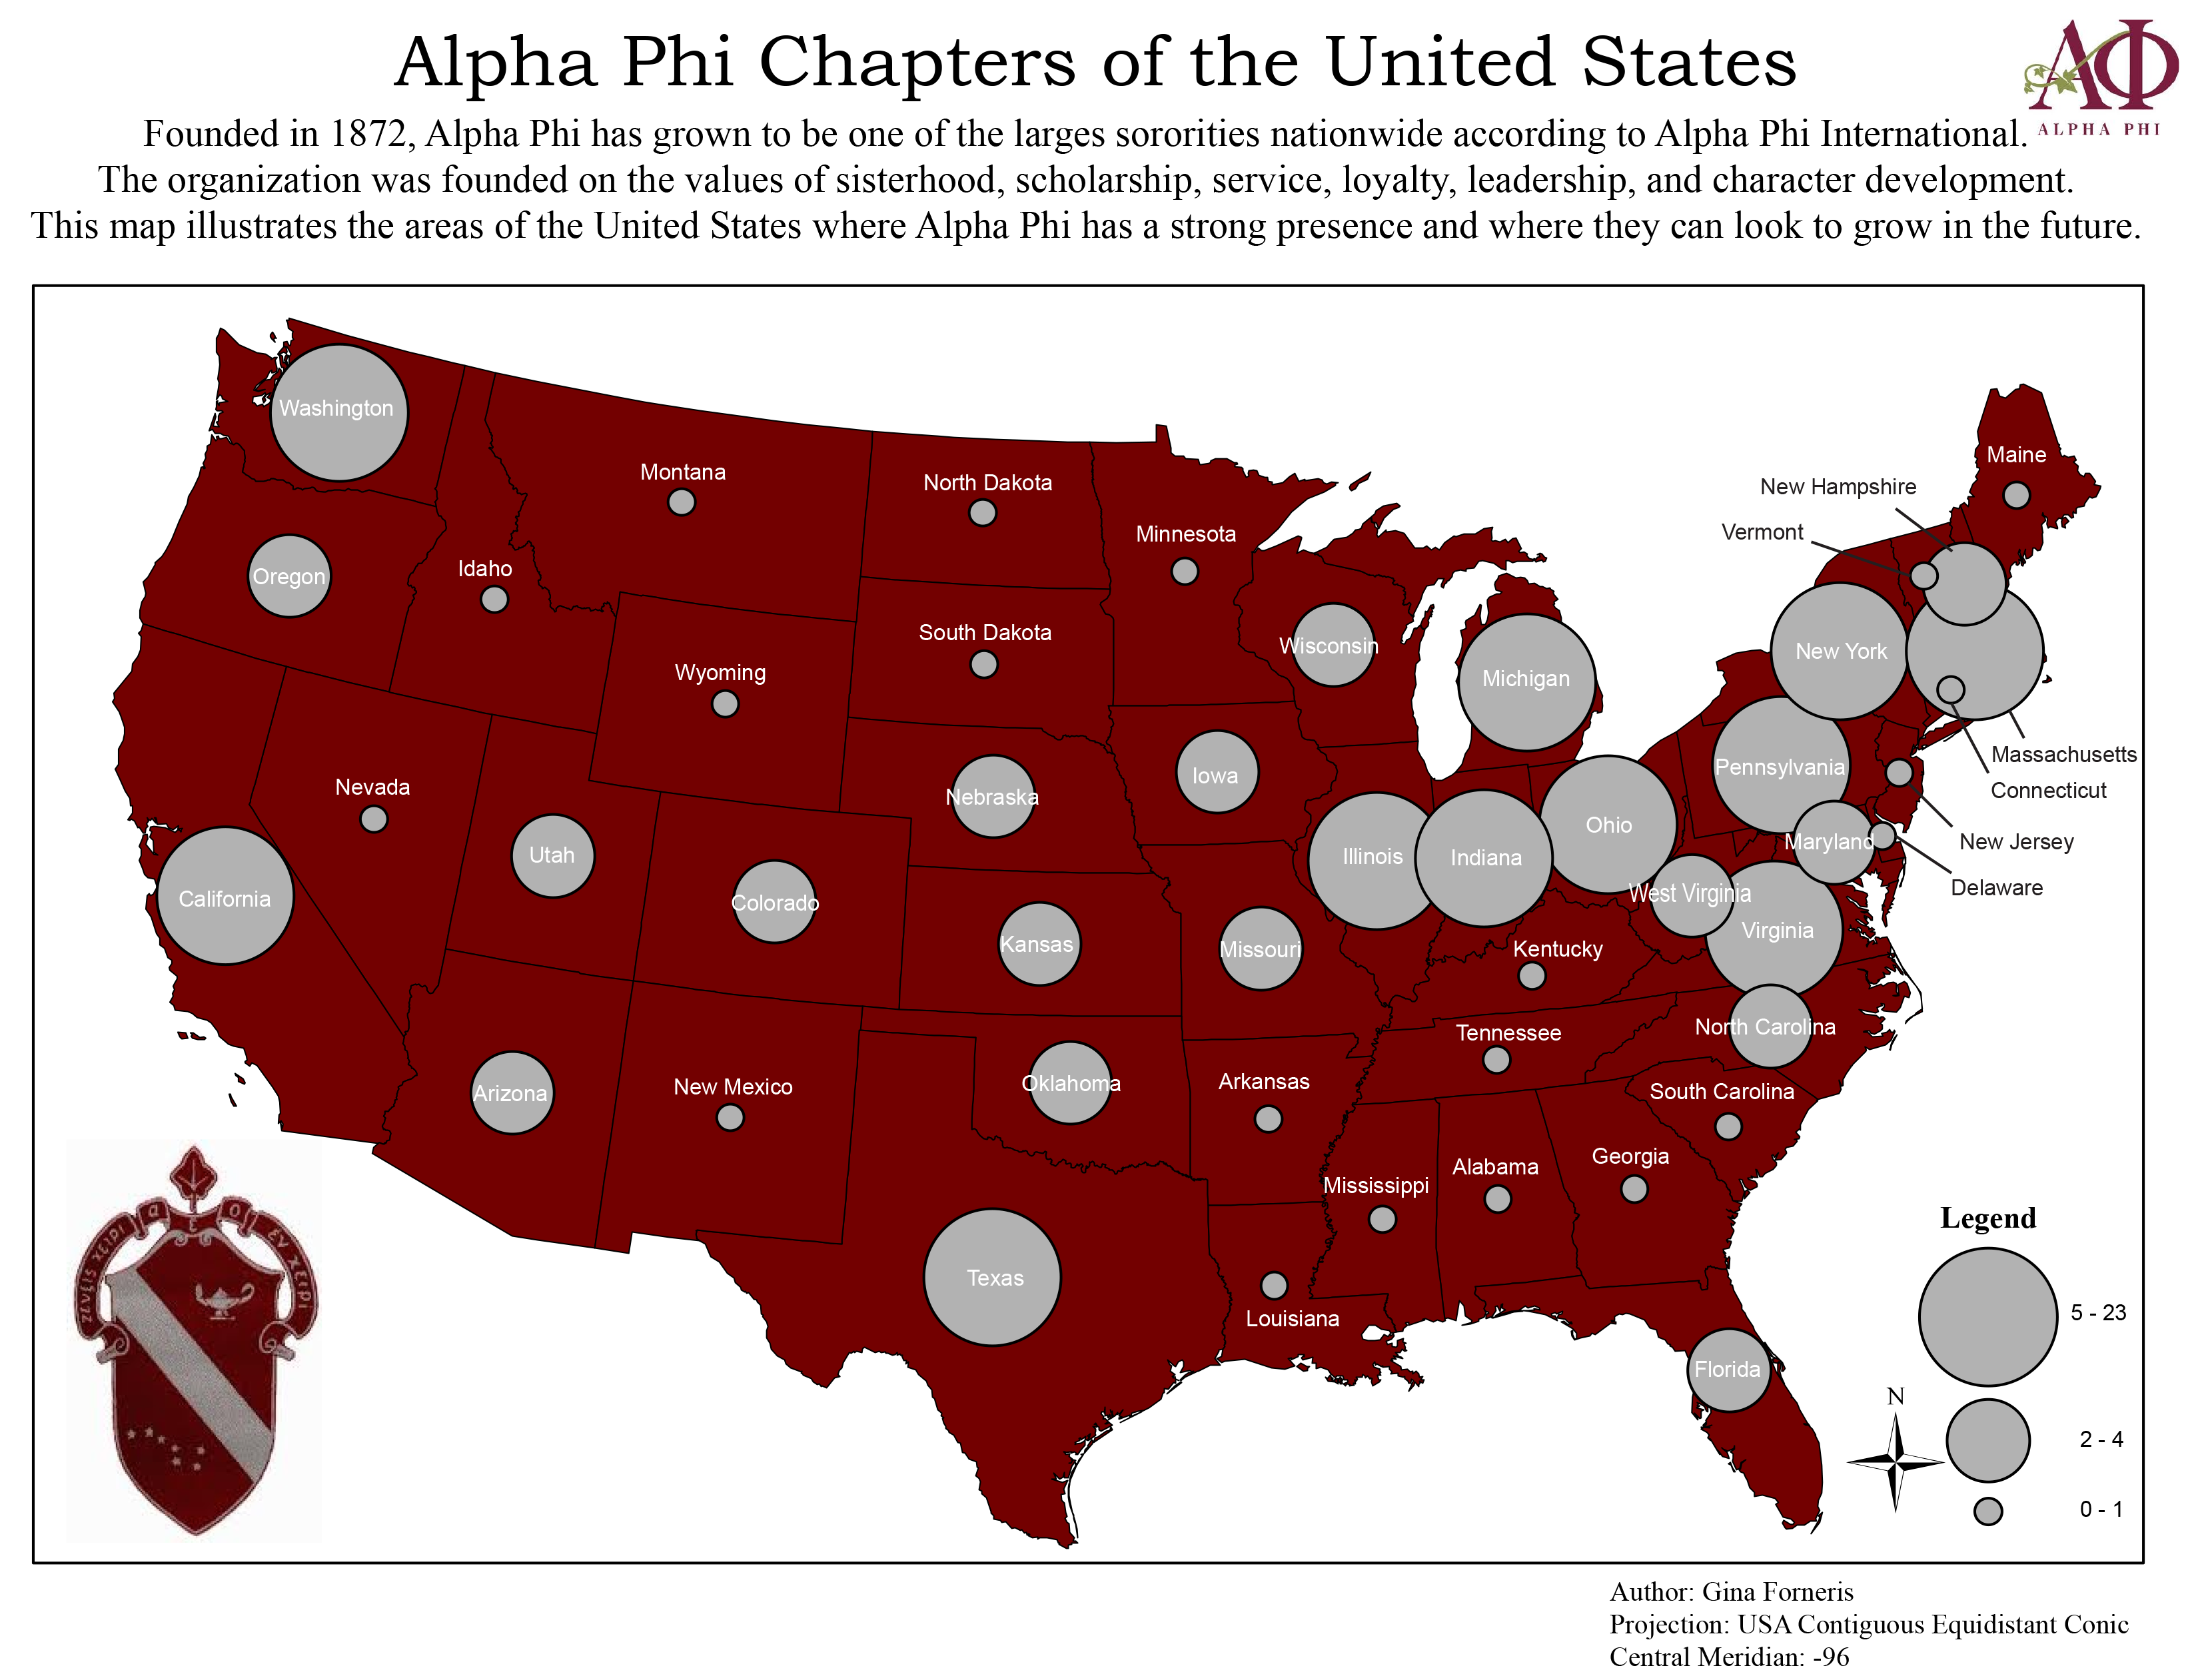 Alpha Phi Chapters of the United States
ΑΦ
ALPHA PHI
Founded in 1872, Alpha Phi has grown to be one of the larges sororities nationwide according to Alpha Phi International.
The organization was founded on the values of sisterhood, scholarship, service, loyalty, leadership, and character development.
This map illustrates the areas of the United States where Alpha Phi has a strong presence and where they can look to grow in the future.
Washington
Montana
North Dakota
Minnesota
Maine
New Hampshire
Vermont
Oregon
Idaho
South Dakota
Wisconsin
Michigan
New York
Wyoming
Massachusetts
Connecticut
Nevada
Nebraska
Iowa
Pennsylvania
Ohio
New Jersey
Maryland
Delaware
Utah
Illinois
Indiana
California
Colorado
Kansas
Missouri
West Virginia
Virginia
Kentucky
North Carolina
Tennessee
Arizona
New Mexico
Oklahoma
Arkansas
South Carolina
Georgia
Alabama
Mississippi
Texas
Louisiana
Florida
Legend
5 - 23
2 - 4
0 - 1
N
Author: Gina Forneris
Projection: USA Contiguous Equidistant Conic
Central Meridian: -96